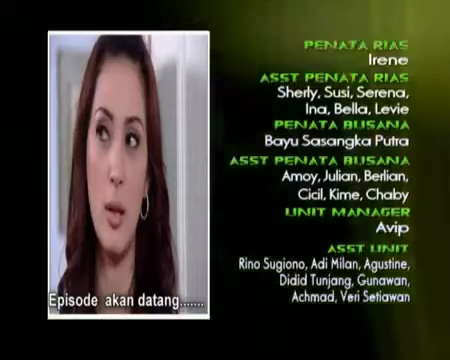 PENATA RIAS
Irene
ASST PENATA RIAS
Sherly, Susi, Serena,
Ina, Bella, Levie
PENATA BUSANA
Bayu Sasangka Putra
ASST PENATA BUSANA
Amoy, Julian, Berlian,
Cicil, Kime, Chaby
UNIT MANAGER
Avip
ASST UNIT
Rino Sugiono, Adi Milan, Agustine,
Didid Tunjang, Gunawan,
Achmad, Veri Setiawan
Episode akan datang.......